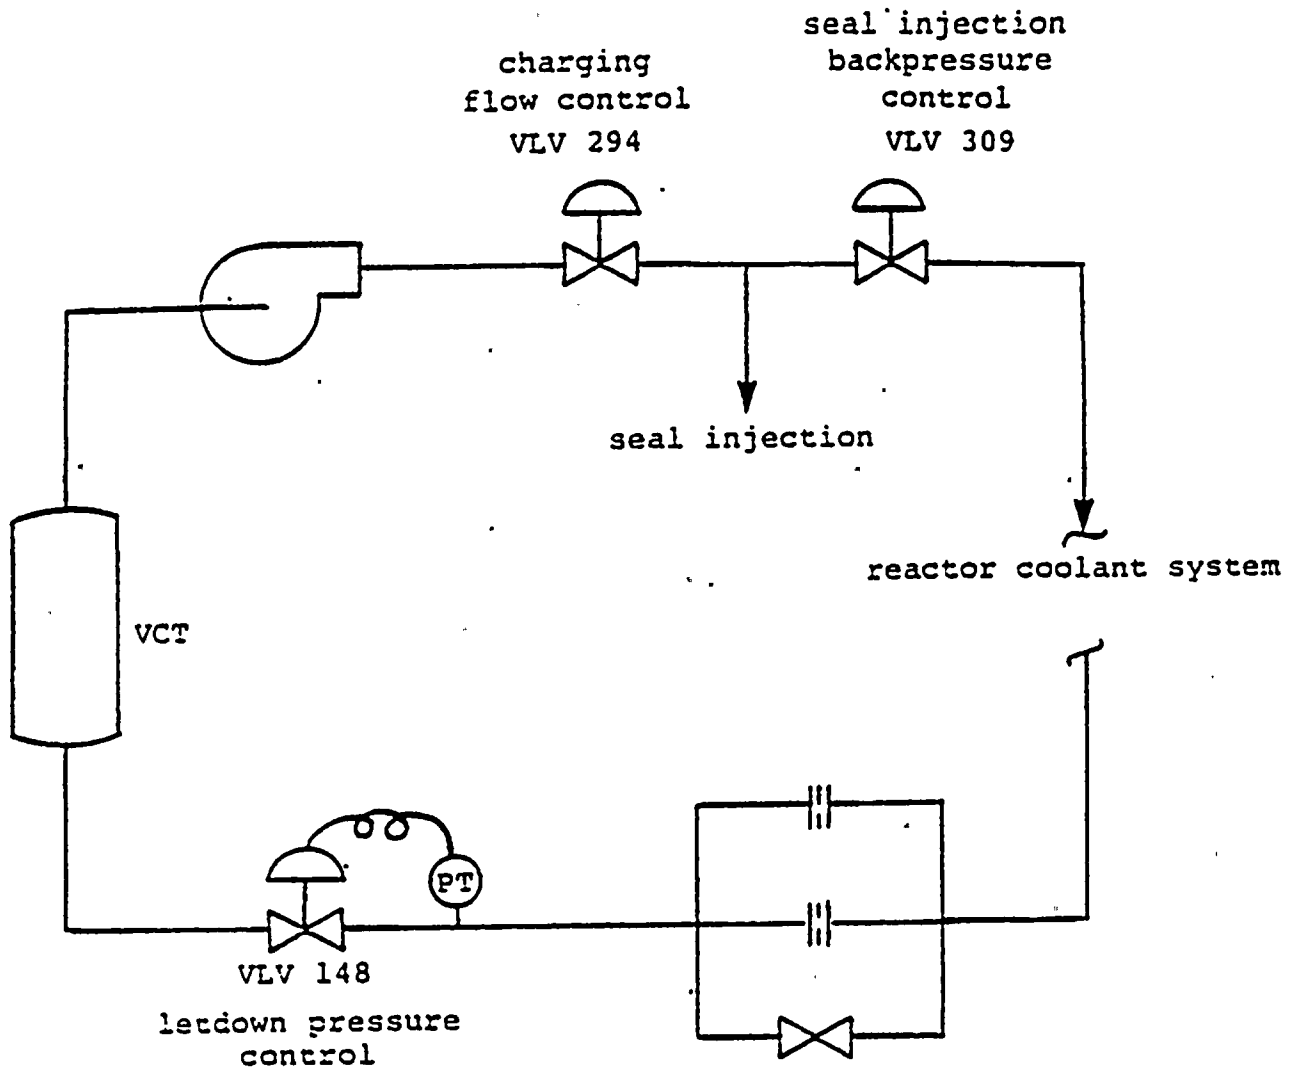 seal injection
backpressure
control
VLV 309
charging
flow control
VLV 294
seal injection
reactor coolant system
VCT
PT
VLV 148
letdown pressure
control